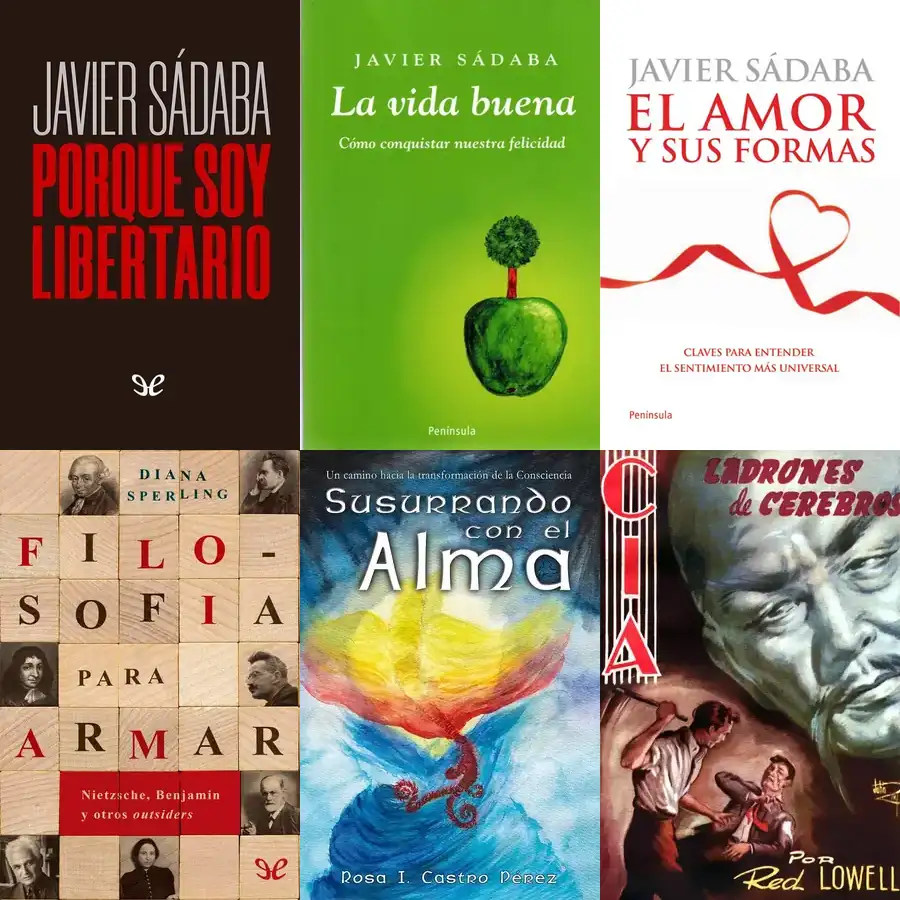 JAVIER SÁDABA
PORQUE SOY
LIBERTARIO
JAVIER SÁDABA
La vida buena
Cómo conquistar nuestra felicidad
Península
JAVIER SÁDABA
EL AMOR
Y SUS FORMAS
CLAVES PARA ENTENDER
EL SENTIMIENTO MÁS UNIVERSAL
Península
DIANA
SPERLING
FILO-
SOFIA
PARA
ARMAR
Nietzsche, Benjamin
y otros outsiders
Un camino hacia la transformación de la Consciencia
Susurrando
con el
Alma
Rosa I. Castro Pérez
CIA
LADRONES
de CEREBROS
POR
Red LOWELL